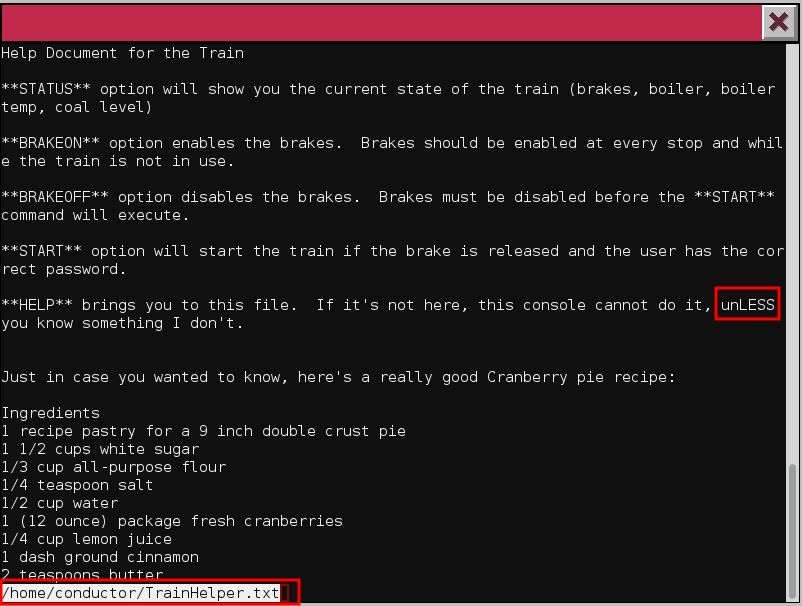 Help Document for the Train
**STATUS** option will show you the current state of the train (brakes, boiler, boiler
temp, coal level)
**BRAKEON** option enables the brakes.  Brakes should be enabled at every stop and whil
e the train is not in use.
**BRAKEOFF** option disables the brakes.  Brakes must be disabled before the **START**
command will execute.
**START** option will start the train if the brake is released and the user has the cor
rect password.
**HELP** brings you to this file.  If it's not here, this console cannot do it, unLESS
you know something I don't.
Just in case you wanted to know, here's a really good Cranberry pie recipe:
Ingredients
1 recipe pastry for a 9 inch double crust pie
1 1/2 cups white sugar
1/3 cup all-purpose flour
1/4 teaspoon salt
1/2 cup water
1 (12 ounce) package fresh cranberries
1/4 cup lemon juice
1 dash ground cinnamon
2 teaspoons butter
/home/conductor/TrainHelper.txt